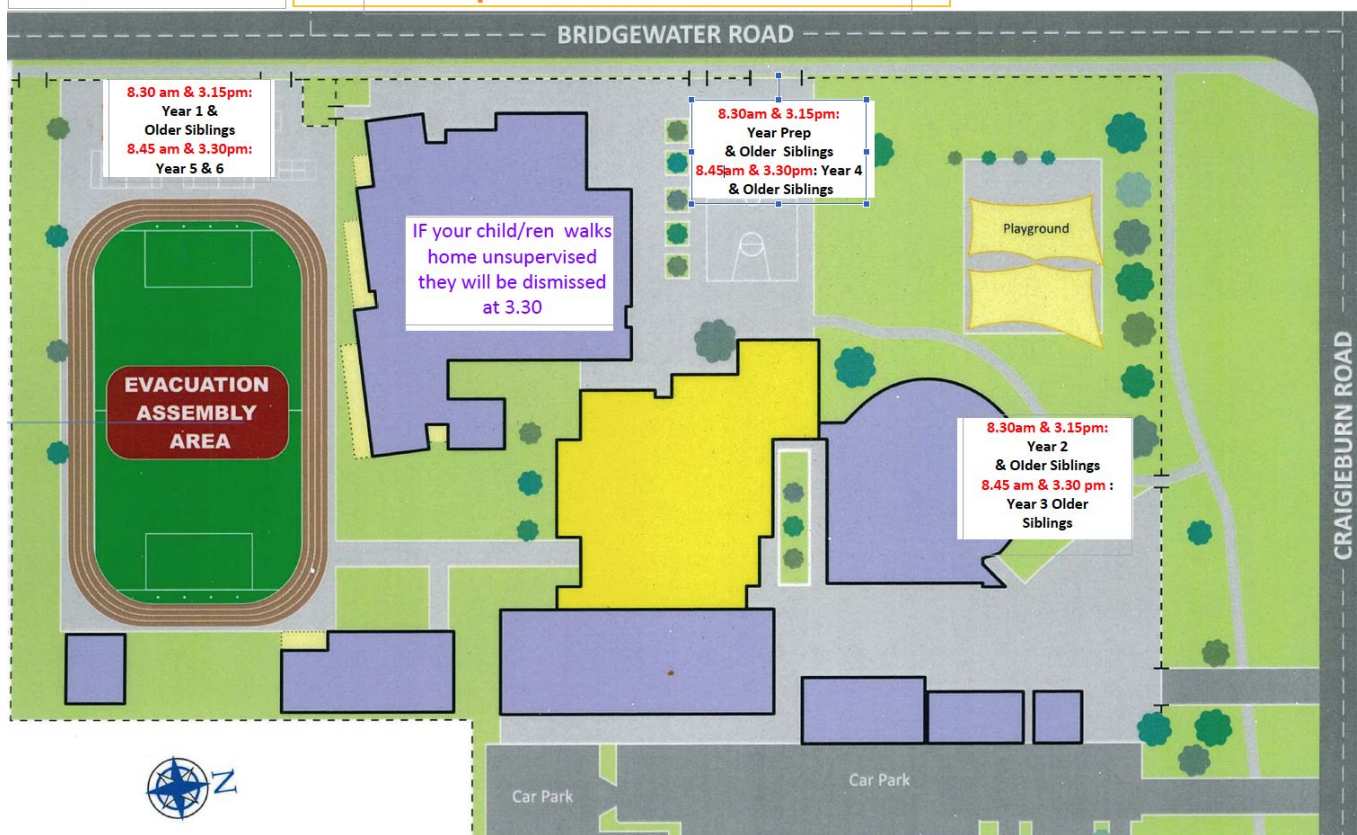 BRIDGEWATER ROAD
8.30 am & 3.15pm:
Year 1 &
Older Siblings
8.45 am & 3.30pm:
Year 5 & 6
8.30am & 3.15pm:
Year Prep
& Older Siblings
8.45am & 3.30pm: Year 4
& Older Siblings
IF your child/ren walks
home unsupervised
they will be dismissed
at 3.30
Playground
EVACUATION
ASSEMBLY
AREA
8.30am & 3.15pm:
Year 2
& Older Siblings
8.45 am & 3.30 pm :
Year 3 Older
Siblings
CRAIGIEBURN ROAD
N
Car Park
Car Park